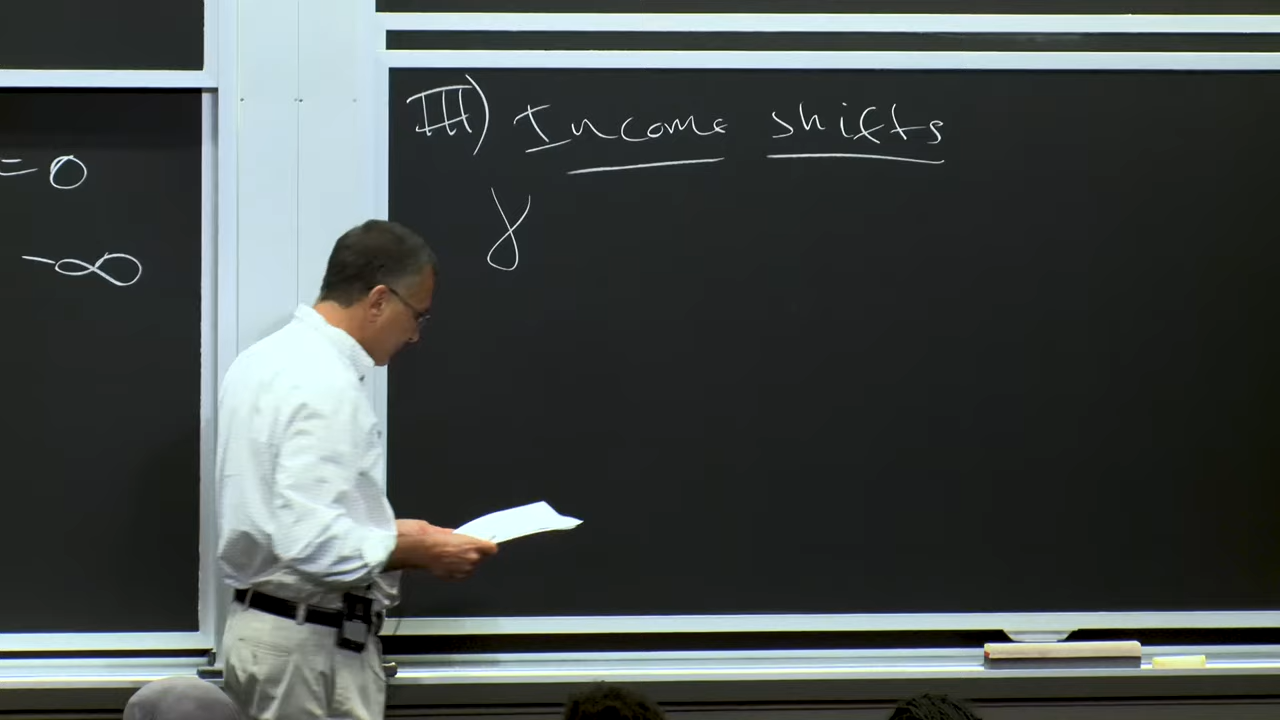 = 0
-∞
III) Income shifts
γ